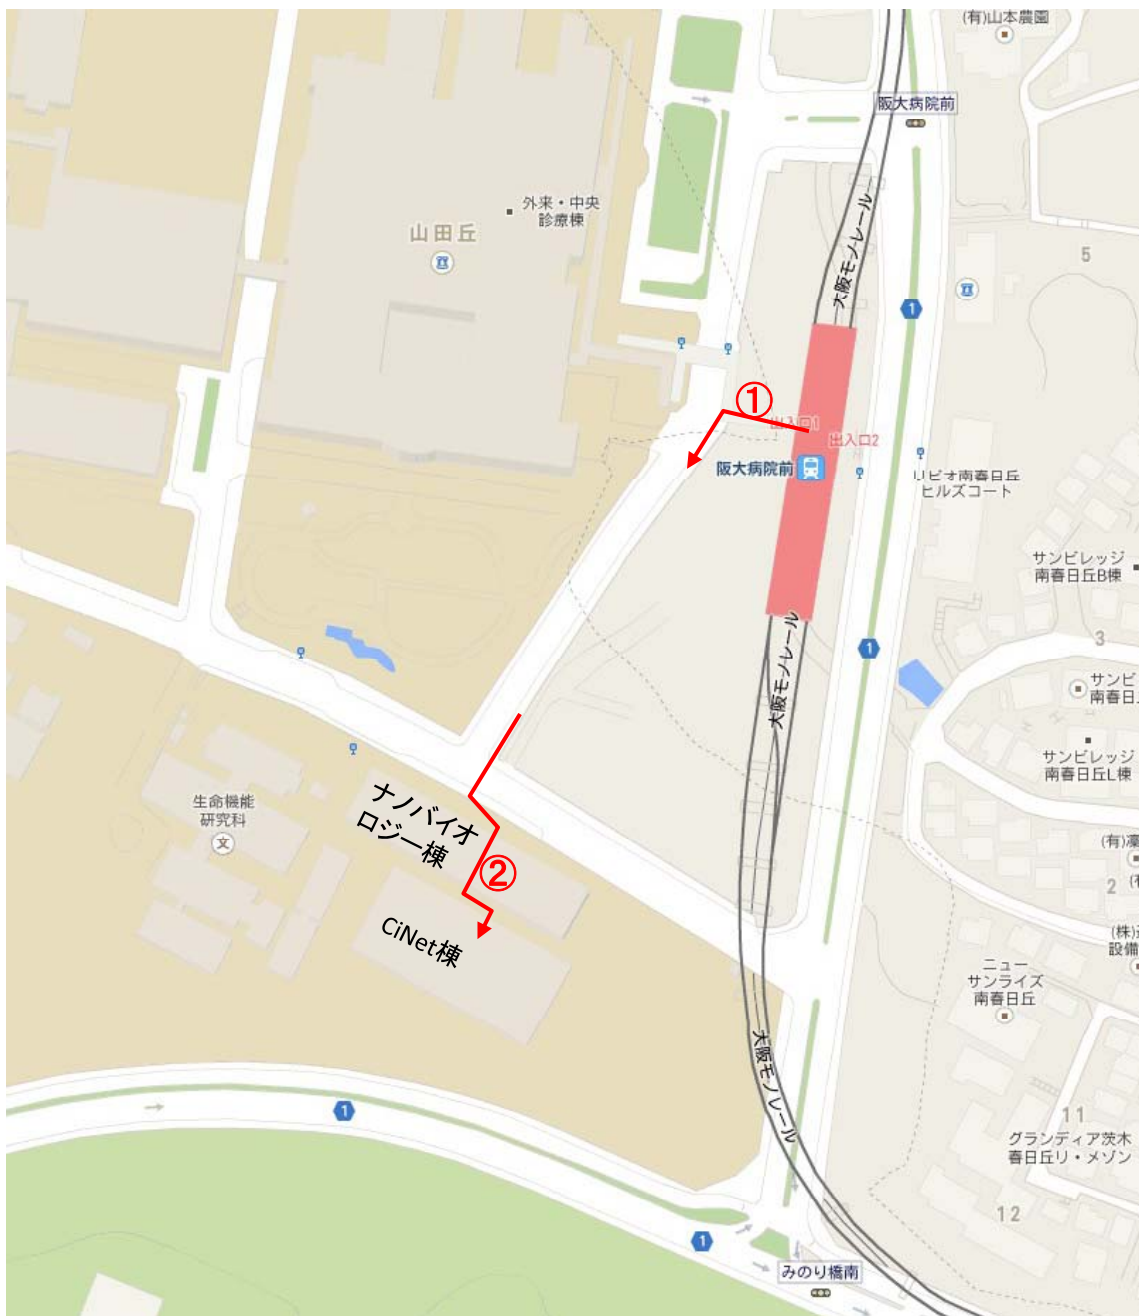 (有)山本農園
阪大病院前
外来・中央
診療棟
山田丘
大阪モノレール
5
1
①
出入口1
出入口2
阪大病院前
リビオ南春日丘
ヒルズコート
サンビレッジ
南春日丘B棟
大阪モノレール
1
3
サンビ
南春日丘
サンビレッジ
南春日丘L棟
ナノバイオ
ロジー棟
生命機能
研究科
文
(有)凜
②
2
CiNet棟
(株)
設備
ニュー
サンライズ
南春日丘
大阪モノレール
1
11
グランディア茨木
春日丘リ・メゾン
12
1
みのり橋南